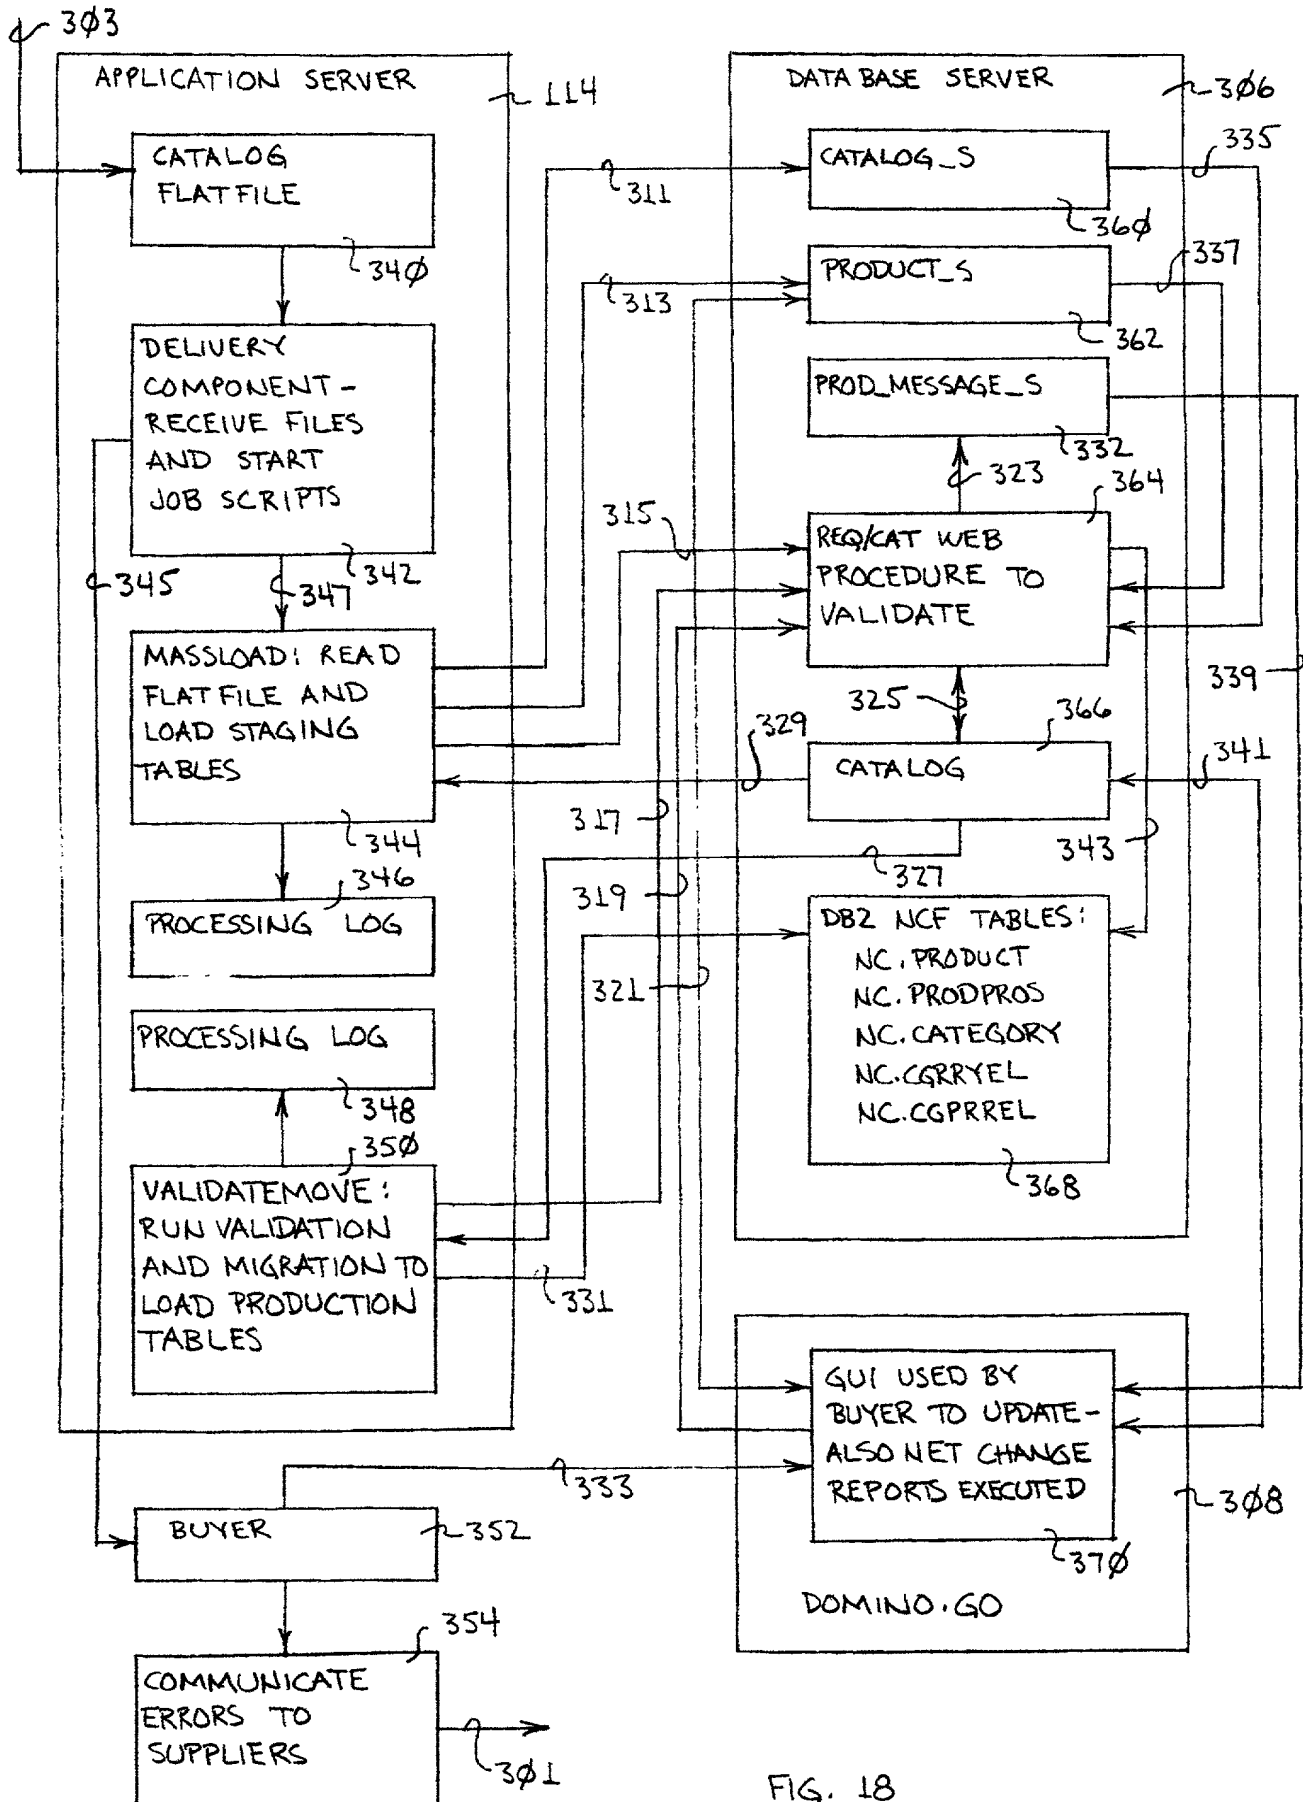 303
APPLICATION SERVER
114
CATALOG
FLATFILE
340
DELIVERY
COMPONENT-
RECEIVE FILES
AND START
JOB SCRIPTS
342
345
347
MASSLOAD: READ
FLATFILE AND
LOAD STAGING
TABLES
344
346
PROCESSING LOG
PROCESSING LOG
348
350
VALIDATEMOVE:
RUN VALIDATION
AND MIGRATION TO
LOAD PRODUCTION
TABLES
331
333
BUYER
352
354
COMMUNICATE
ERRORS TO
SUPPLIERS
301
311
313
315
317
319
321
329
327
DATABASE SERVER
306
CATALOG_S
360
335
PRODUCT_S
362
337
PROD_MESSAGE_S
332
323
364
REQ/CAT WEB
PROCEDURE TO
VALIDATE
325
366
339
341
CATALOG
343
DB2 NCF TABLES:
NC.PRODUCT
NC.PRODPROS
NC.CATEGORY
NC.CGRRYEL
NC.CGPRREL
368
GUI USED BY
BUYER TO UPDATE-
ALSO NET CHANGE
REPORTS EXECUTED
370
308
DOMINO.GO
FIG. 18